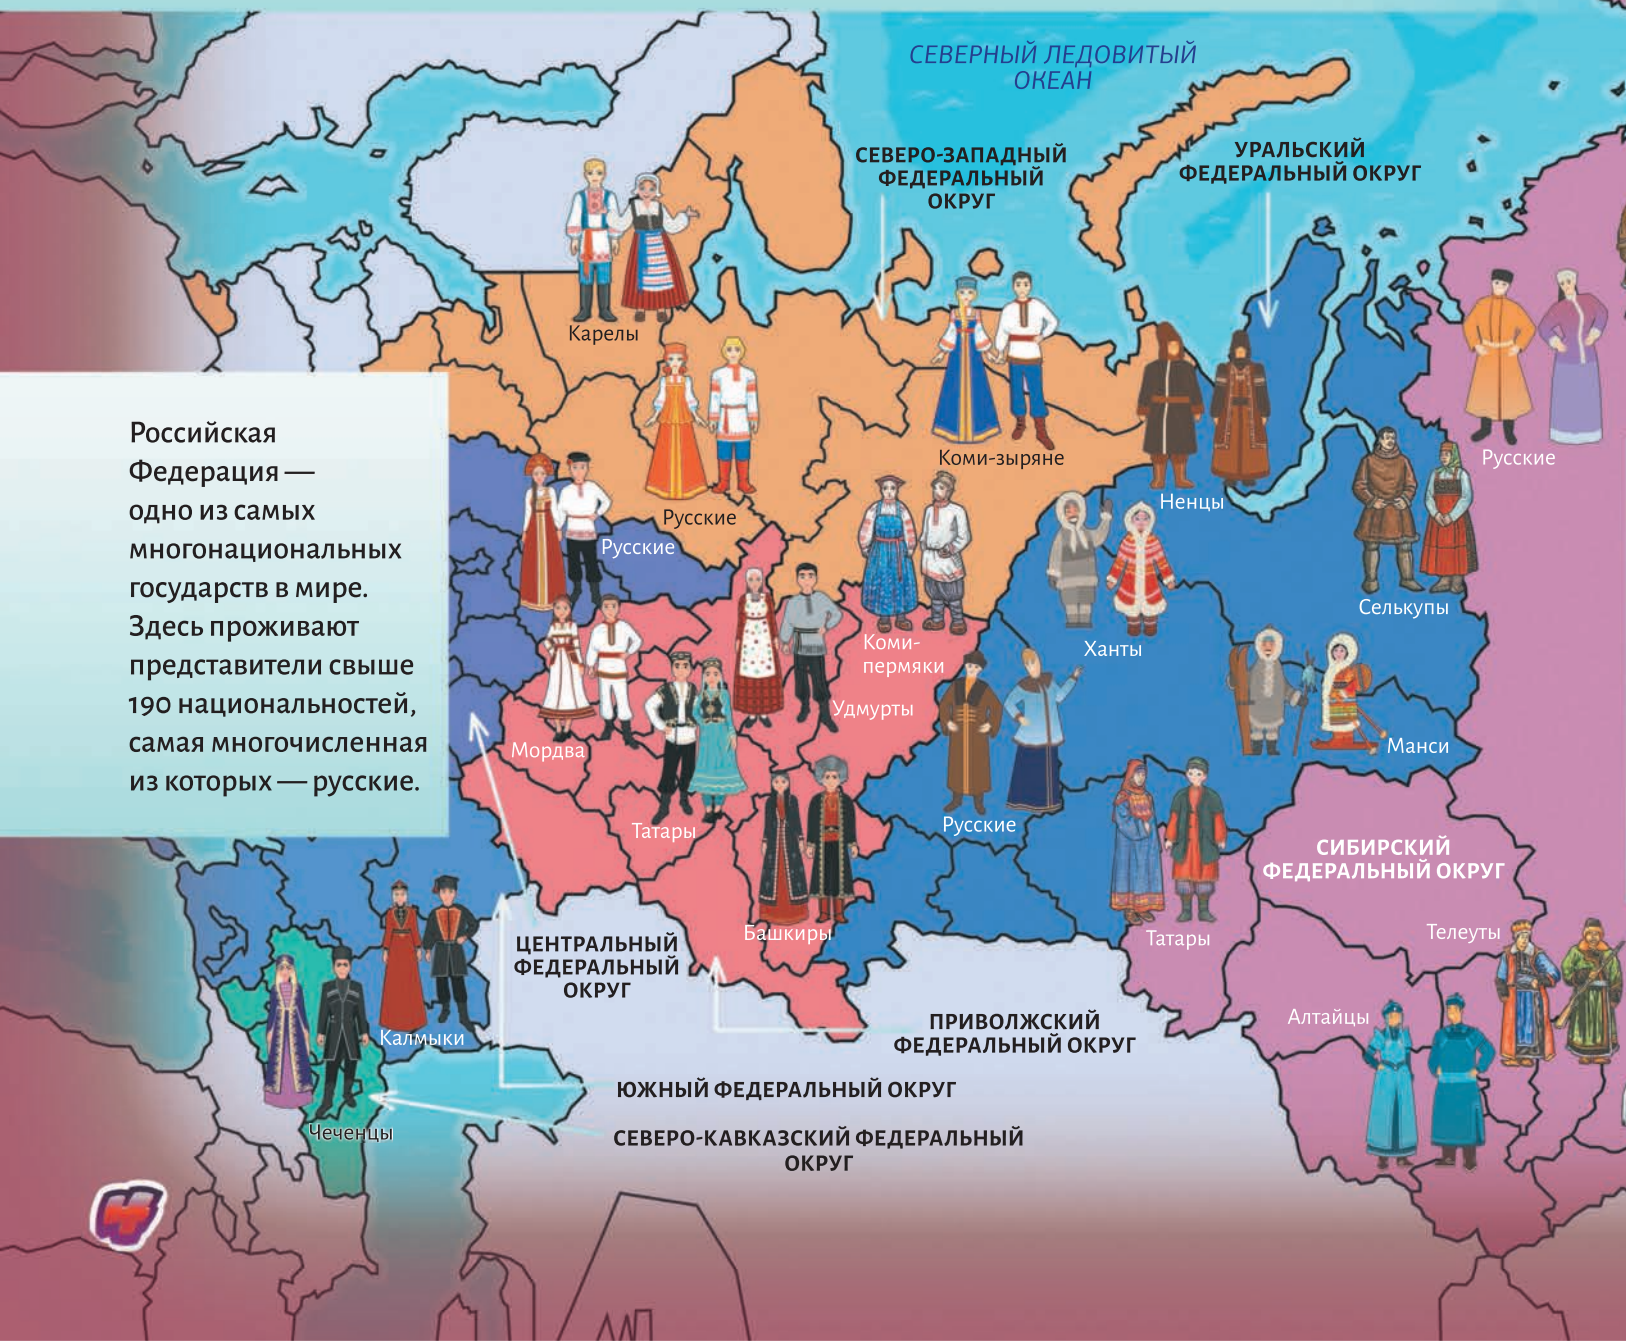 СЕВЕРНЫЙ ЛЕДОВИТЫЙ
ОКЕАН
СЕВЕРО-ЗАПАДНЫЙ
ФЕДЕРАЛЬНЫЙ
ОКРУГ
УРАЛЬСКИЙ
ФЕДЕРАЛЬНЫЙ ОКРУГ
Карелы
Российская
Федерация —
одно из самых
многонациональных
государств в мире.
Здесь проживают
представители свыше
190 национальностей,
самая многочисленная
из которых — русские.
Коми-зыряне
Русские
Ненцы
Русские
Русские
Селькупы
Коми-
пермяки
Ханты
Удмурты
Мордва
Манси
Татары
Русские
СИБИРСКИЙ
ФЕДЕРАЛЬНЫЙ ОКРУГ
Башкиры
Татары
Телеуты
ЦЕНТРАЛЬНЫЙ
ФЕДЕРАЛЬНЫЙ
ОКРУГ
Алтайцы
Калмыки
ПРИВОЛЖСКИЙ
ФЕДЕРАЛЬНЫЙ ОКРУГ
ЮЖНЫЙ ФЕДЕРАЛЬНЫЙ ОКРУГ
Чеченцы
СЕВЕРО-КАВКАЗСКИЙ ФЕДЕРАЛЬНЫЙ
ОКРУГ
4